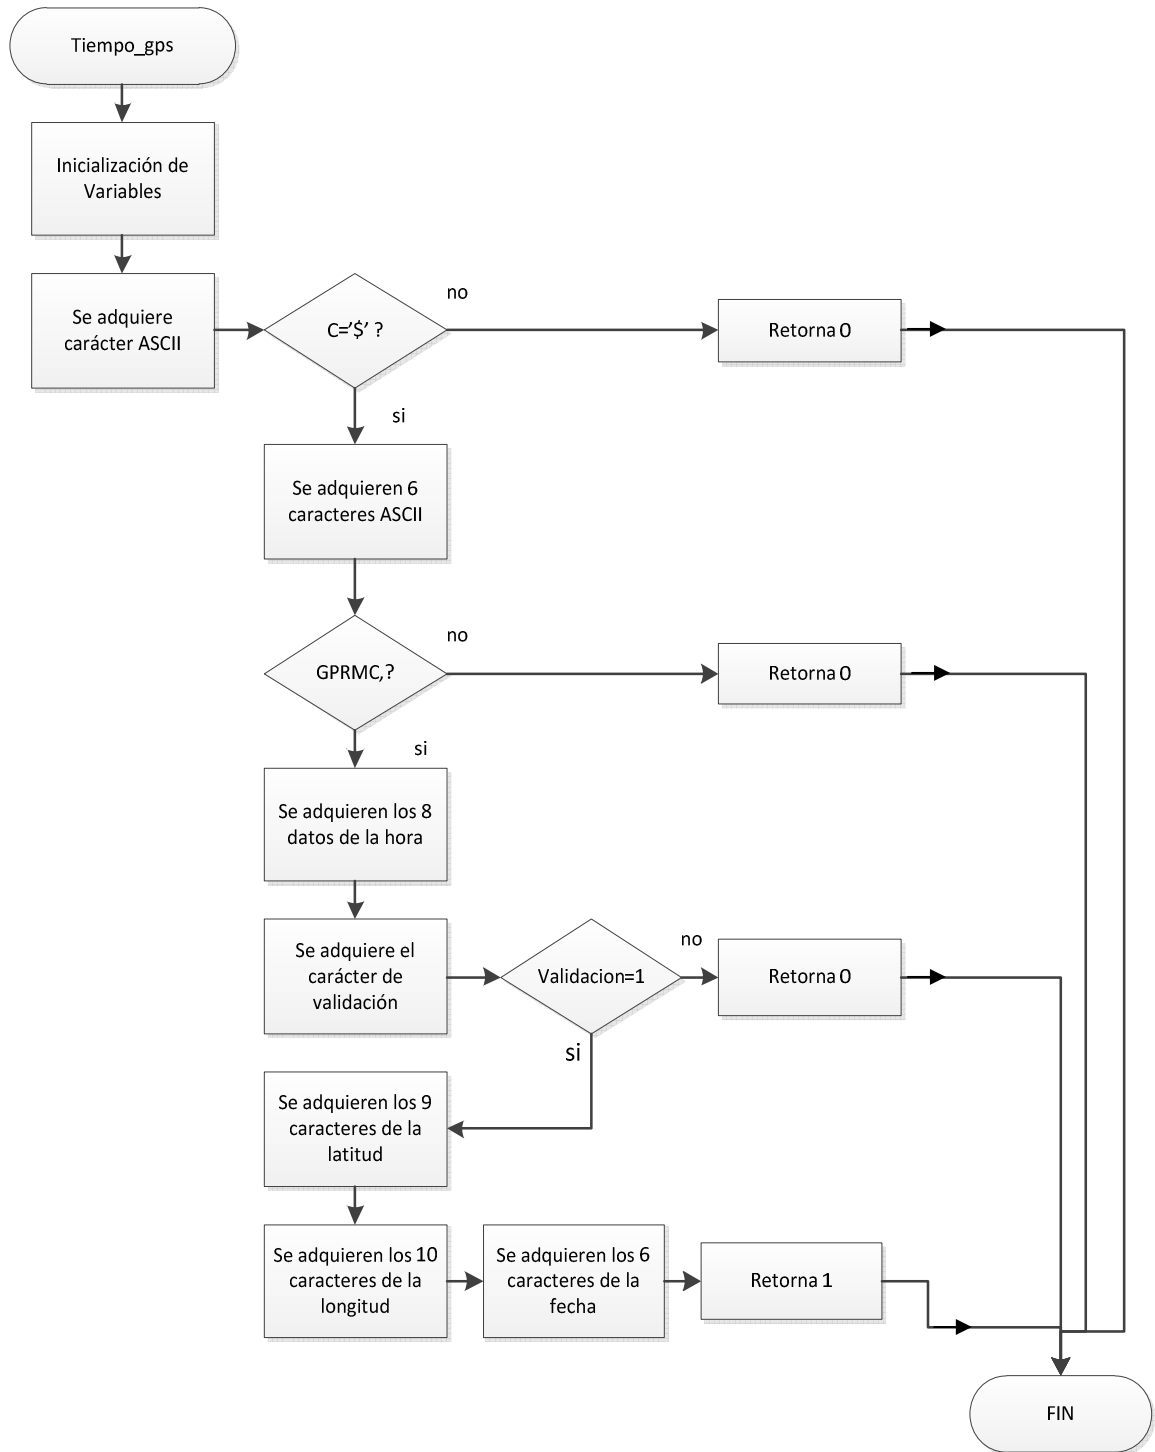 Tiempo_gps
Inicialización de
Variables
Se adquiere
carácter ASCII
C='$' ?
no
Retorna 0
si
Se adquieren 6
caracteres ASCII
GPRMC,?
no
Retorna 0
si
Se adquieren los 8
datos de la hora
Se adquiere el
carácter de
validación
Validacion=1
no
Retorna 0
si
Se adquieren los 9
caracteres de la
latitud
Se adquieren los 10
caracteres de la
longitud
Se adquieren los 6
caracteres de la
fecha
Retorna 1
FIN